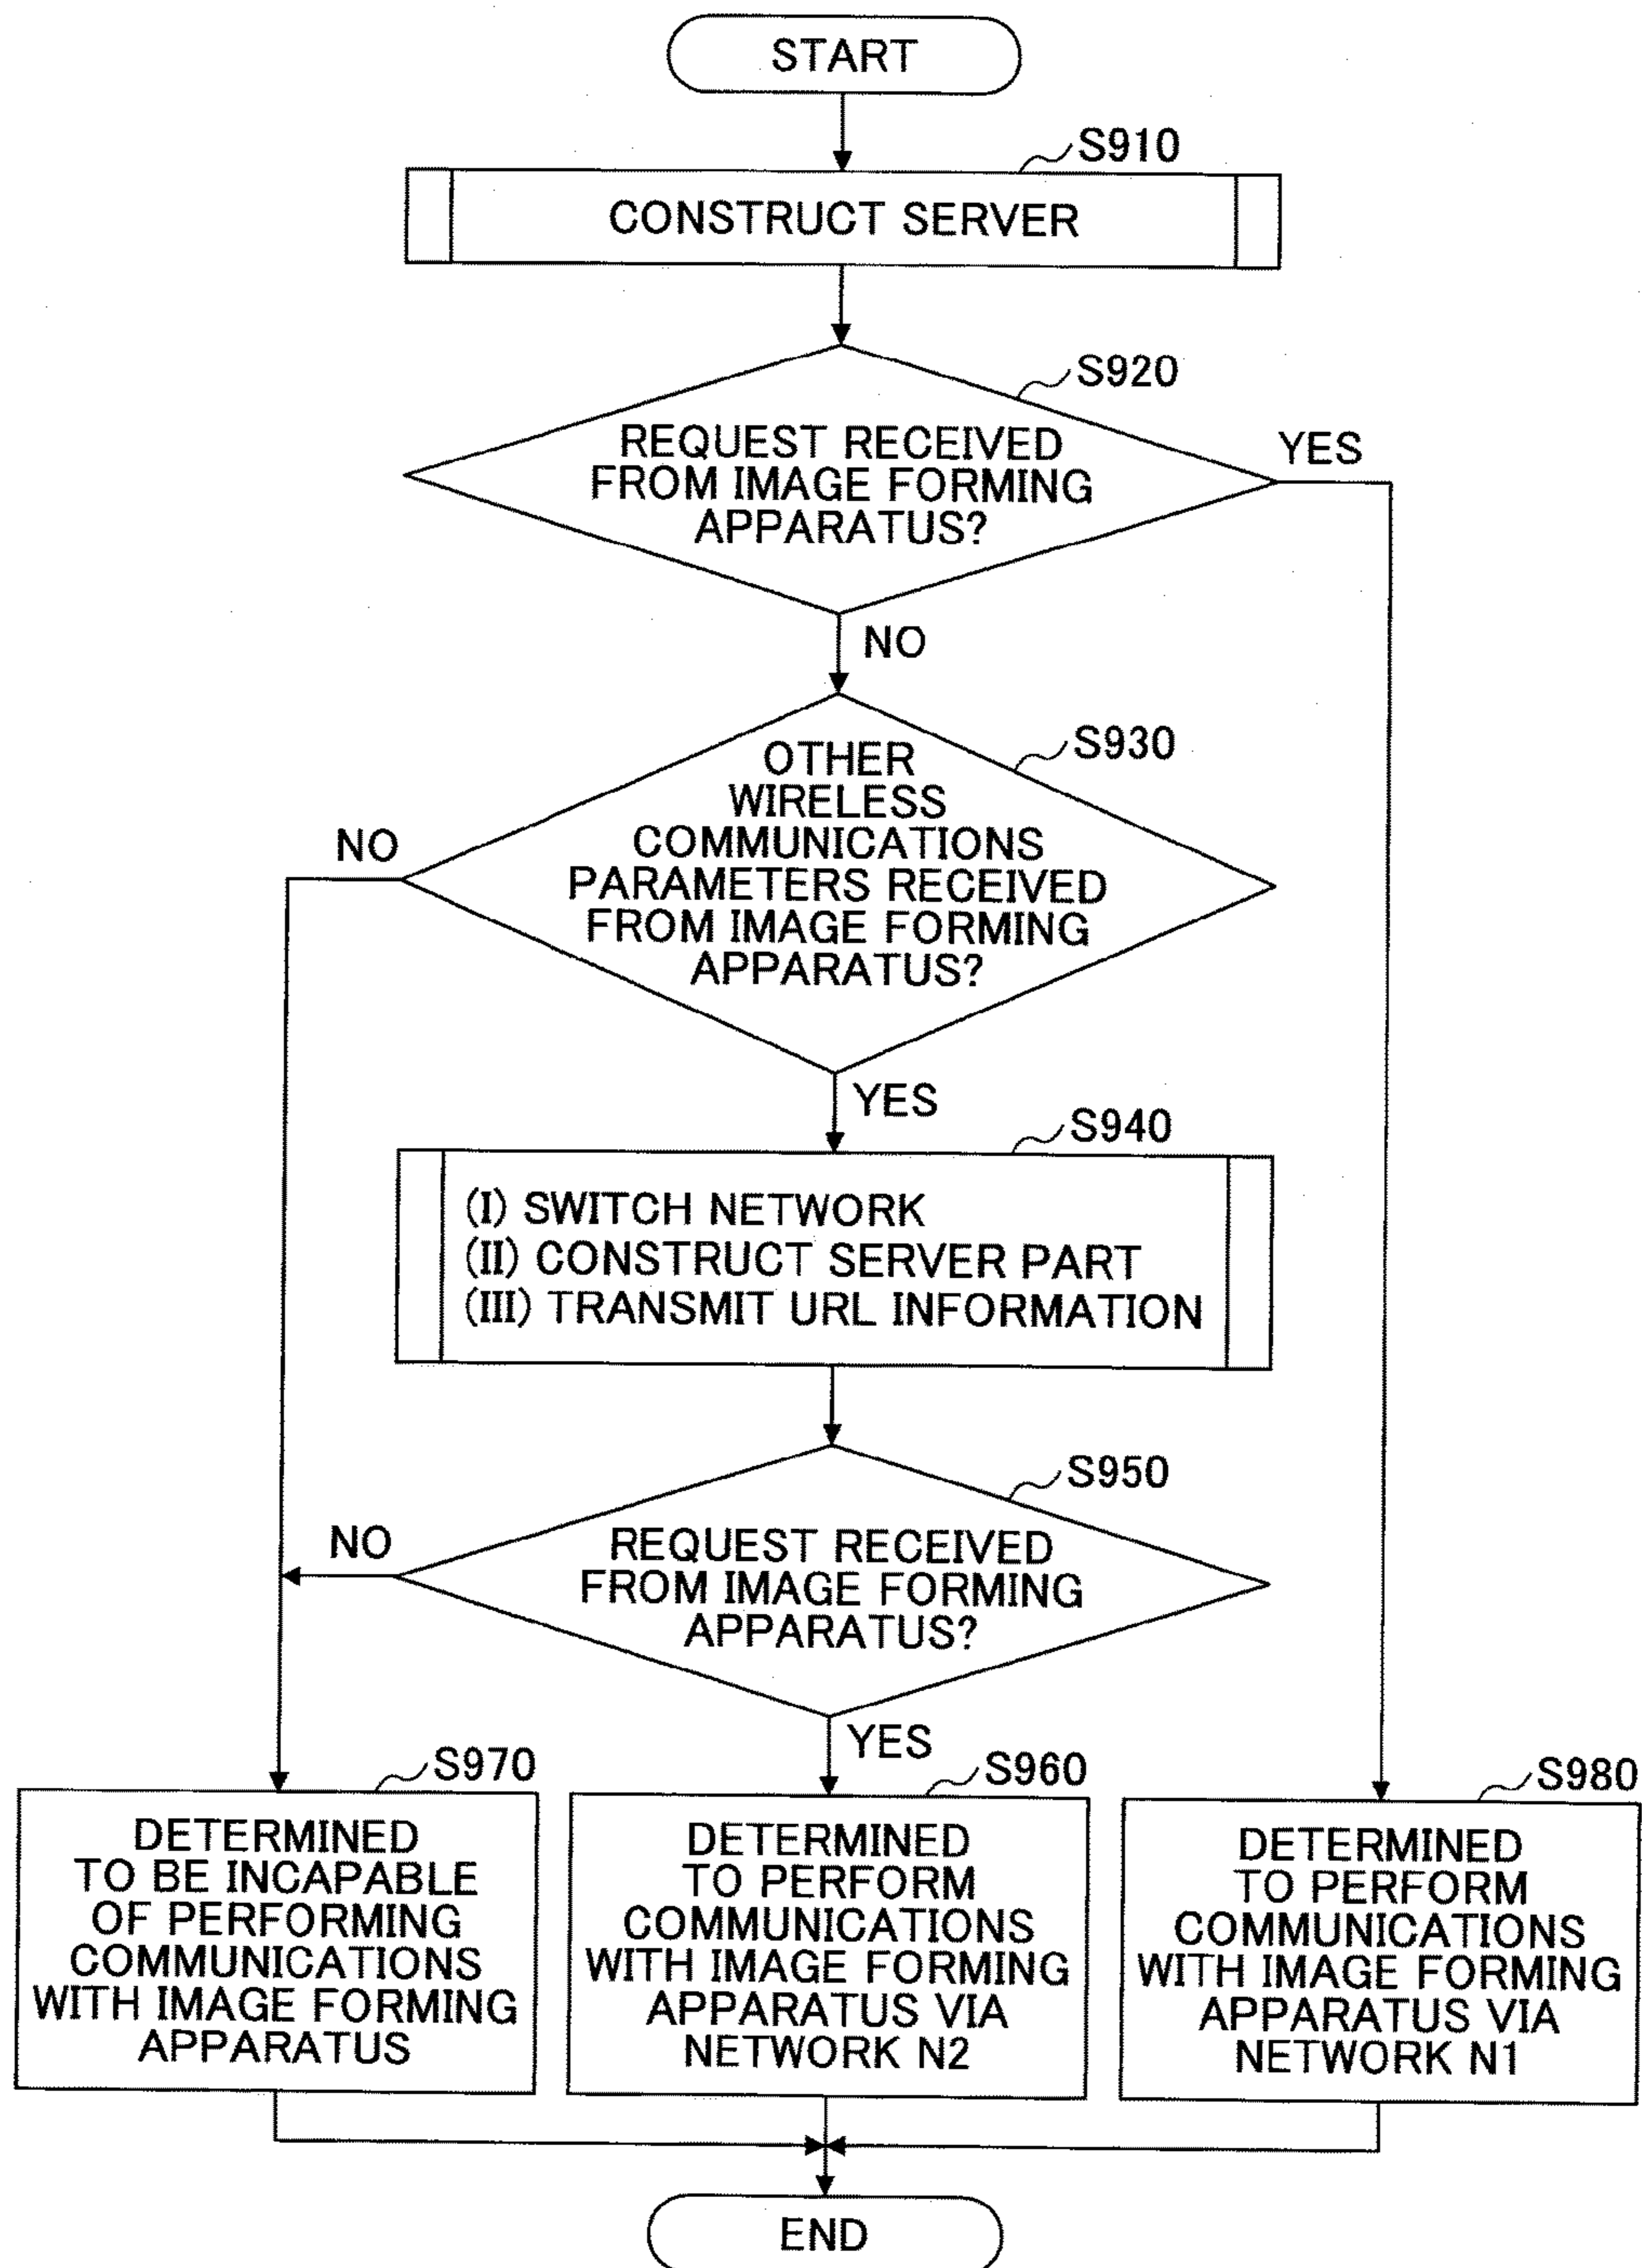 START
S910
CONSTRUCT SERVER
S920
REQUEST RECEIVED
FROM IMAGE FORMING
APPARATUS?
YES
NO
S930
OTHER
WIRELESS
COMMUNICATIONS
PARAMETERS RECEIVED
FROM IMAGE FORMING
APPARATUS?
NO
YES
S940
(I) SWITCH NETWORK
(II) CONSTRUCT SERVER PART
(III) TRANSMIT URL INFORMATION
S950
REQUEST RECEIVED
FROM IMAGE FORMING
APPARATUS?
NO
YES
S970
DETERMINED
TO BE INCAPABLE
OF PERFORMING
COMMUNICATIONS
WITH IMAGE FORMING
APPARATUS
S960
DETERMINED
TO PERFORM
COMMUNICATIONS
WITH IMAGE FORMING
APPARATUS VIA
NETWORK N2
S980
DETERMINED
TO PERFORM
COMMUNICATIONS
WITH IMAGE FORMING
APPARATUS VIA
NETWORK N1
END